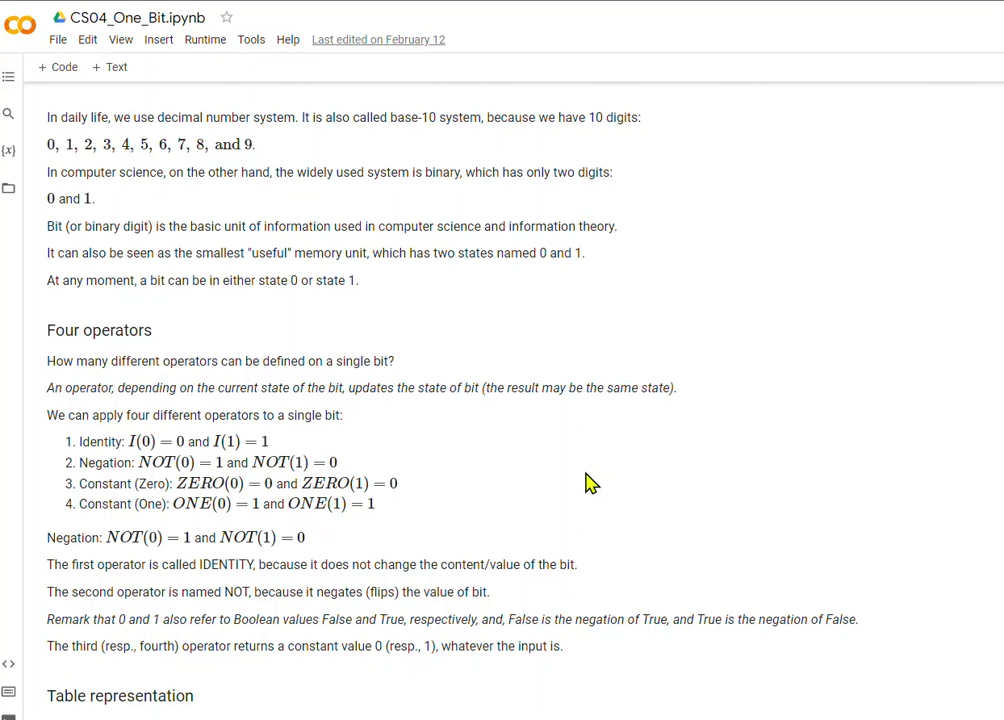 CS04_One_Bit.ipynb
File Edit View Insert Runtime Tools Help Last edited on February 12
+ Code + Text
In daily life, we use decimal number system. It is also called base-10 system, because we have 10 digits:
0, 1, 2, 3, 4, 5, 6, 7, 8, and 9.
In computer science, on the other hand, the widely used system is binary, which has only two digits:
0 and 1.
Bit (or binary digit) is the basic unit of information used in computer science and information theory.
It can also be seen as the smallest "useful" memory unit, which has two states named 0 and 1.
At any moment, a bit can be in either state 0 or state 1.
Four operators
How many different operators can be defined on a single bit?
An operator, depending on the current state of the bit, updates the state of bit (the result may be the same state).
We can apply four different operators to a single bit:
1. Identity: I(0) = 0 and I(1) = 1
2. Negation: NOT(0) = 1 and NOT(1) = 0
3. Constant (Zero): ZERO(0) = 0 and ZERO(1) = 0
4. Constant (One): ONE(0) = 1 and ONE(1) = 1
Negation: NOT(0) = 1 and NOT(1) = 0
The first operator is called IDENTITY, because it does not change the content/value of the bit.
The second operator is named NOT, because it negates (flips) the value of bit.
Remark that 0 and 1 also refer to Boolean values False and True, respectively, and, False is the negation of True, and True is the negation of False.
The third (resp., fourth) operator returns a constant value 0 (resp., 1), whatever the input is.
Table representation